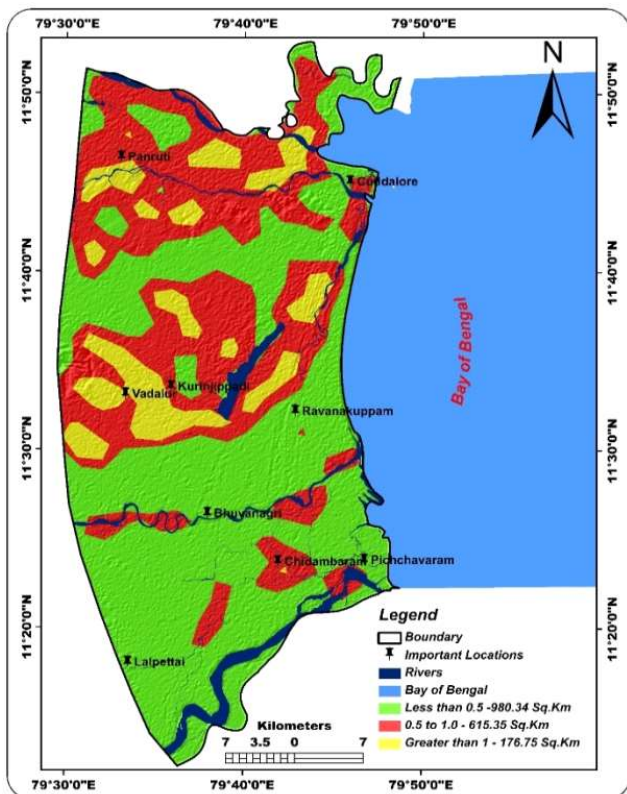 79°30'0"E 79°40'0"E 79°50'0"E
N
11°50'0"N 11°50'0"N
Panruti
Cuddalore
11°40'0"N 11°40'0"N
Bay of Bengal
Kurinjippadi
Vadalur
Ravanakuppam
11°30'0"N 11°30'0"N
Bhuvanagri
Chidambaram Pichchavaram
Legend
Boundary
11°20'0"N 11°20'0"N
Important Locations
Lalpettai
Rivers
Bay of Bengal
Less than 0.5 -980.34 Sq.Km
Kilometers
0.5 to 1.0 - 615.35 Sq.Km
7 3.5 0 7
Greater than 1 - 176.75 Sq.Km
79°30'0"E 79°40'0"E 79°50'0"E